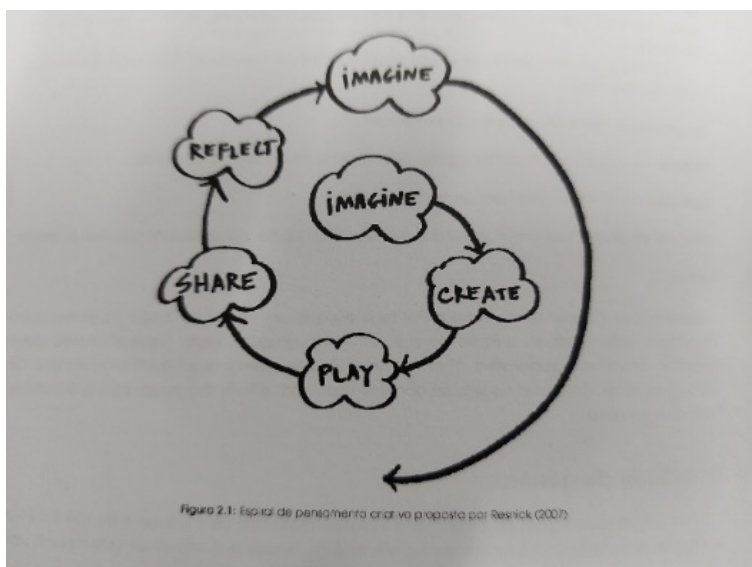 IMAGINE
REFLECT
IMAGINE
SHARE
CREATE
PLAY
Figura 2.1: Espiral de pensamento criativo proposta por Resnick (2007)